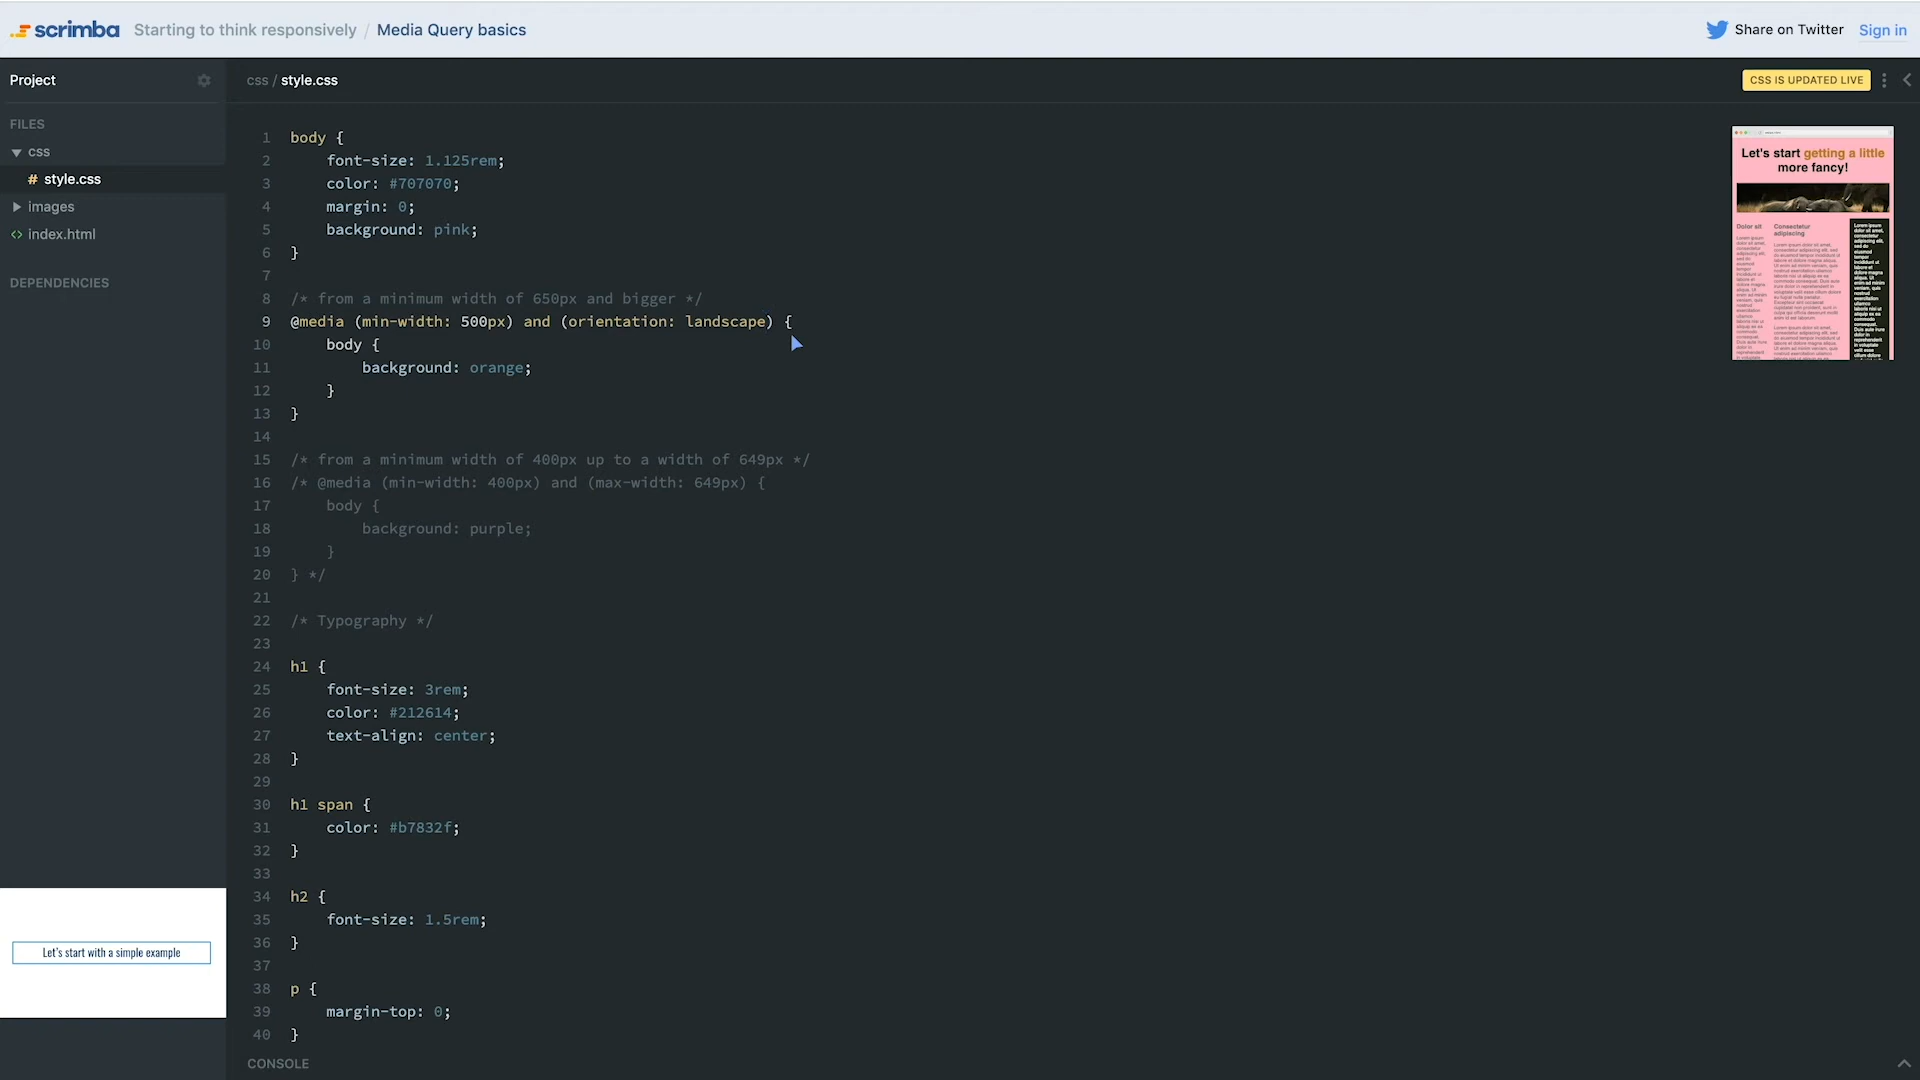 scrimba Starting to think responsively / Media Query basics Share on Twitter Sign in
Project css / style.css CSS IS UPDATED LIVE
FILES
css
# style.css
images
<> index.html
DEPENDENCIES
1 body {
2 font-size: 1.125rem;
3 color: #707070;
4 margin: 0;
5 background: pink;
6 }
7
8 /* from a minimum width of 650px and bigger */
9 @media (min-width: 500px) and (orientation: landscape) {
10 body {
11 background: orange;
12 }
13 }
14
15 /* from a minimum width of 400px up to a width of 649px */
16 /* @media (min-width: 400px) and (max-width: 649px) {
17 body {
18 background: purple;
19 }
20 } */
21
22 /* Typography */
23
24 h1 {
25 font-size: 3rem;
26 color: #212614;
27 text-align: center;
28 }
29
30 h1 span {
31 color: #b7832f;
32 }
33
34 h2 {
35 font-size: 1.5rem;
36 }
37
38 p {
39 margin-top: 0;
40 }
CONSOLE
Let's start getting a little
more fancy!
Dolor sit
Consectetur
adipiscing
Let's start with a simple example